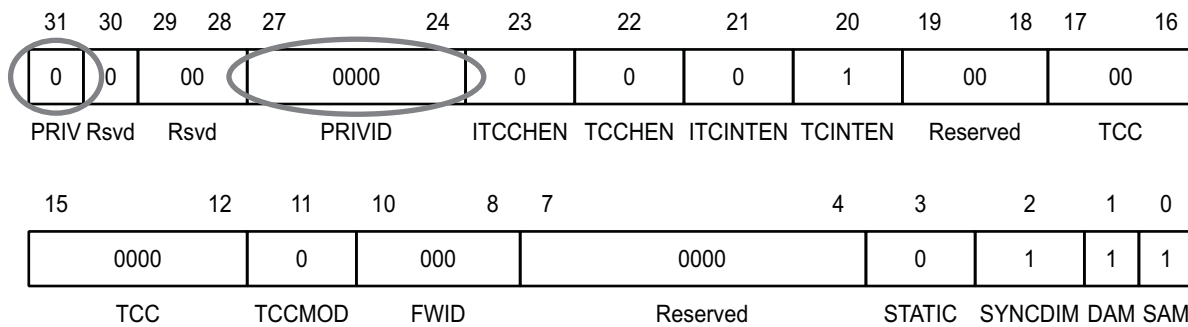 31 30 29 28 27 24 23 22 21 20 19 18 17 16
0 0 00 0000 0 0 0 1 00 00
PRIV Rsvd Rsvd PRIVID ITCCHEN TCCHEN ITCINTEN TCINTEN Reserved TCC
15 12 11 10 8 7 4 3 2 1 0
0000 0 000 0000 0 1 1 1
TCC TCCMOD FWID Reserved STATIC SYNCDIM DAM SAM